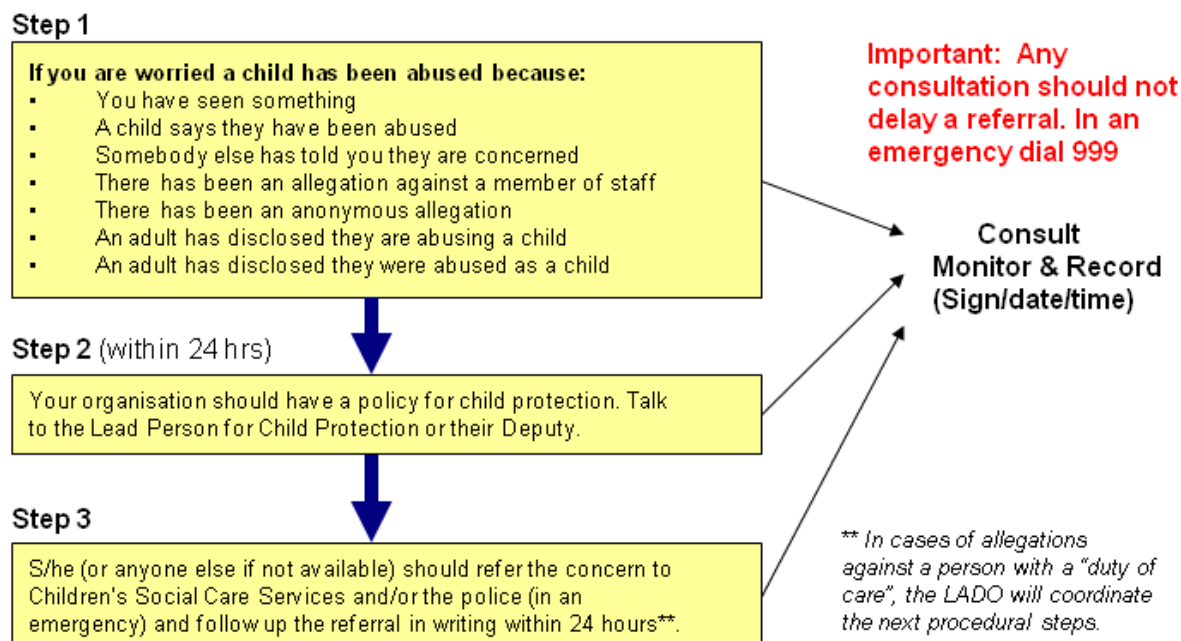 Step 1
If you are worried a child has been abused because:
▪ You have seen something
▪ A child says they have been abused
▪ Somebody else has told you they are concerned
▪ There has been an allegation against a member of staff
▪ There has been an anonymous allegation
▪ An adult has disclosed they are abusing a child
▪ An adult has disclosed they were abused as a child
Important: Any
consultation should not
delay a referral. In an
emergency dial 999
Consult
Monitor & Record
(Sign/date/time)
Step 2 (within 24 hrs)
Your organisation should have a policy for child protection. Talk
to the Lead Person for Child Protection or their Deputy.
Step 3
S/he (or anyone else if not available) should refer the concern to
Children's Social Care Services and/or the police (in an
emergency) and follow up the referral in writing within 24 hours**.
** In cases of allegations
against a person with a “duty of
care”, the LADO will coordinate
the next procedural steps.